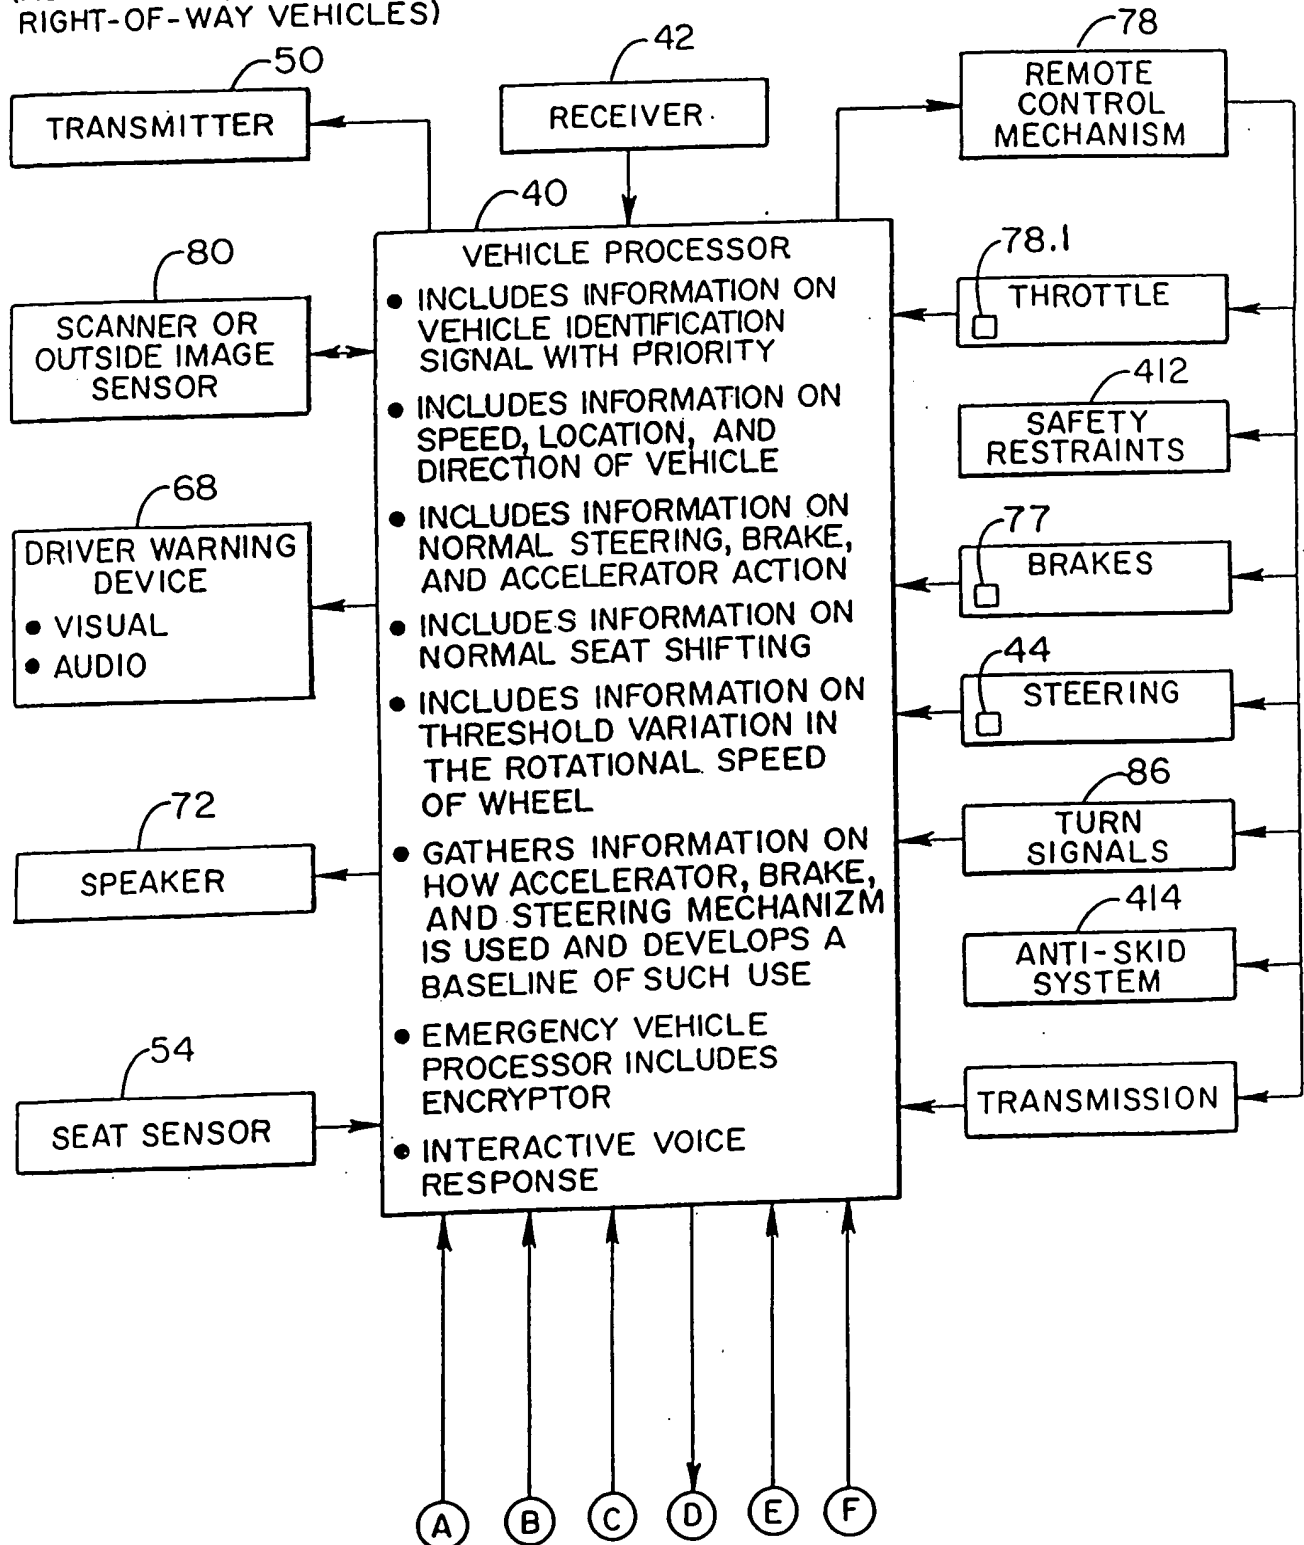 RIGHT-OF-WAY VEHICLES)
50
TRANSMITTER
42
RECEIVER
78
REMOTE
CONTROL
MECHANISM
40
VEHICLE PROCESSOR
• INCLUDES INFORMATION ON
VEHICLE IDENTIFICATION
SIGNAL WITH PRIORITY
• INCLUDES INFORMATION ON
SPEED, LOCATION, AND
DIRECTION OF VEHICLE
• INCLUDES INFORMATION ON
NORMAL STEERING, BRAKE,
AND ACCELERATOR ACTION
• INCLUDES INFORMATION ON
NORMAL SEAT SHIFTING
• INCLUDES INFORMATION ON
THRESHOLD VARIATION IN
THE ROTATIONAL SPEED
OF WHEEL
• GATHERS INFORMATION ON
HOW ACCELERATOR, BRAKE,
AND STEERING MECHANIZM
IS USED AND DEVELOPS A
BASELINE OF SUCH USE
• EMERGENCY VEHICLE
PROCESSOR INCLUDES
ENCRYPTOR
• INTERACTIVE VOICE
RESPONSE
80
SCANNER OR
OUTSIDE IMAGE
SENSOR
68
DRIVER WARNING
DEVICE
• VISUAL
• AUDIO
72
SPEAKER
54
SEAT SENSOR
78.1
THROTTLE
412
SAFETY
RESTRAINTS
77
BRAKES
44
STEERING
86
TURN
SIGNALS
414
ANTI-SKID
SYSTEM
TRANSMISSION
A B C D E F